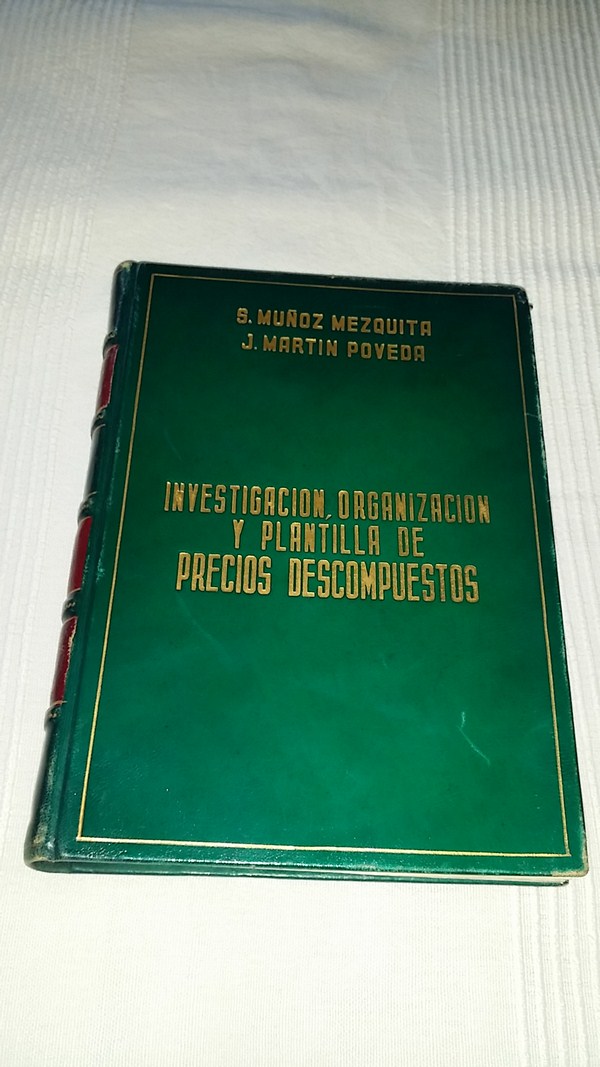 S. MUÑOZ MEZQUITA
J. MARTIN POVEDA
INVESTIGACION, ORGANIZACION
Y PLANTILLA DE
PRECIOS DESCOMPUESTOS